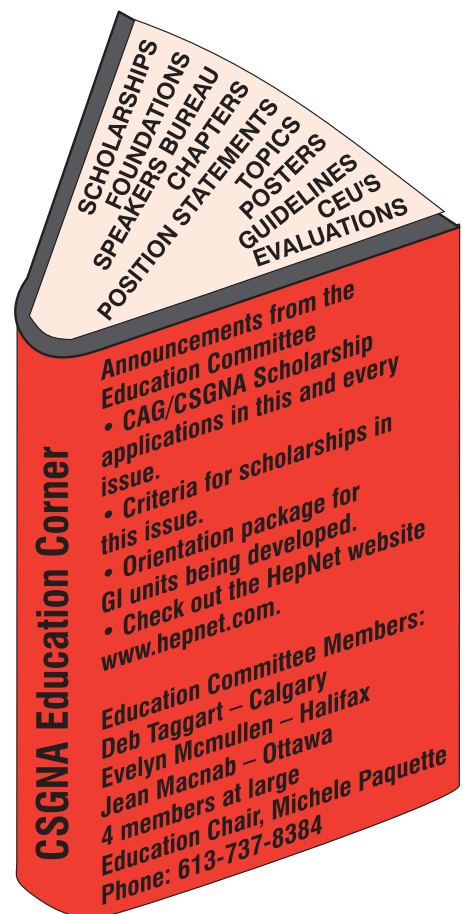 SCHOLARSHIPS
FOUNDATIONS
SPEAKERS BUREAU
CHAPTERS
POSITION STATEMENTS
TOPICS
POSTERS
GUIDELINES
CEU'S
EVALUATIONS
CSGNA Education Corner
Announcements from the
Education Committee
• CAG/CSGNA Scholarship
applications in this and every
issue.
• Criteria for scholarships in
this issue.
• Orientation package for
GI units being developed.
• Check out the HepNet website
www.hepnet.com.
Education Committee Members:
Deb Taggart – Calgary
Evelyn Mcmullen – Halifax
Jean Macnab – Ottawa
4 members at large
Education Chair, Michele Paquette
Phone: 613-737-8384